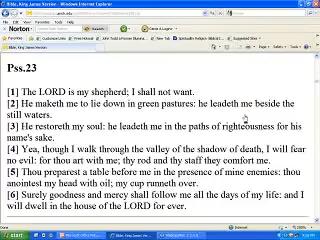 Bible, King James Version - Windows Internet Explorer
Bible, King James Version
Norton
Favorites
Pss.23
[1] The LORD is my shepherd; I shall not want.
[2] He maketh me to lie down in green pastures: he leadeth me beside the
still waters.
[3] He restoreth my soul: he leadeth me in the paths of righteousness for his
name's sake.
[4] Yea, though I walk through the valley of the shadow of death, I will fear
no evil: for thou art with me; thy rod and thy staff they comfort me.
[5] Thou preparest a table before me in the presence of mine enemies: thou
anointest my head with oil; my cup runneth over.
[6] Surely goodness and mercy shall follow me all the days of my life: and I
will dwell in the house of the LORD for ever.
start